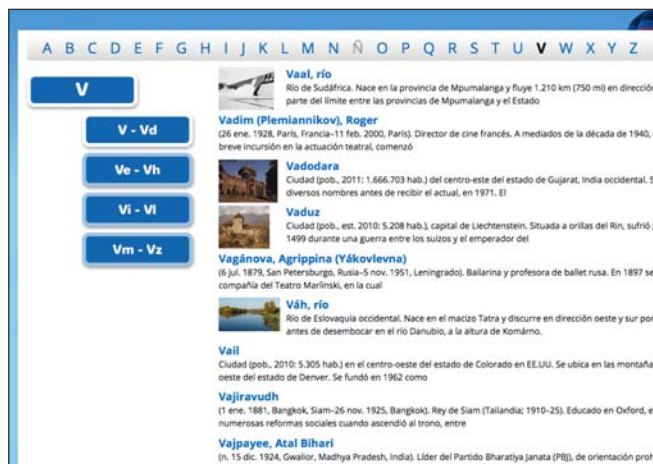 A B C D E F G H I J K L M N Ñ O P Q R S T U V W X Y Z
V
V - Vd
Ve - Vh
Vi - Vl
Vm - Vz
Vaal, río
Río de Sudáfrica. Nace en la provincia de Mpumalanga y fluye 1.210 km (750 mi) en dirección
parte del límite entre las provincias de Mpumalanga y el Estado
Vadim (Plemiannikov), Roger
(26 ene. 1928, París, Francia–11 feb. 2000, París). Director de cine francés. A mediados de la década de 1940,
breve incursión en la actuación teatral, comenzó
Vadodara
Ciudad (pob., 2011: 1.666.703 hab.) del centro-este del estado de Gujarat, India occidental. S
diversos nombres antes de recibir el actual, en 1971. El
Vaduz
Ciudad (pob., est. 2010: 5.208 hab.), capital de Liechtenstein. Situada a orillas del Rin, sufrió
1499 durante una guerra entre los suizos y el emperador del
Vagánova, Agrippina (Yákovlevna)
(6 jul. 1879, San Petersburgo, Rusia–5 nov. 1951, Leningrado). Bailarina y profesora de ballet rusa. En 1897 se
compañía del Teatro Mariinski, en la cual
Váh, río
Río de Eslovaquia occidental. Nace en el macizo Tatra y discurre en dirección oeste y sur por
antes de desembocar en el río Danubio, a la altura de Komárno.
Vail
Ciudad (pob., 2010: 5.305 hab.) en el centro-oeste del estado de Colorado en EE.UU. Se ubica en las montaña
oeste del estado de Denver. Se fundó en 1962 como
Vajiravudh
(1 ene. 1881, Bangkok, Siam–26 nov. 1925, Bangkok). Rey de Siam (Tailandia; 1910–25). Educado en Oxford, e
numerosas reformas sociales cuando ascendió al trono, entre
Vajpayee, Atal Bihari
(n. 15 dic. 1924, Gwalior, Madhya Pradesh, India). Líder del Partido Bharatiya Janata (PBJ), de orientación proh